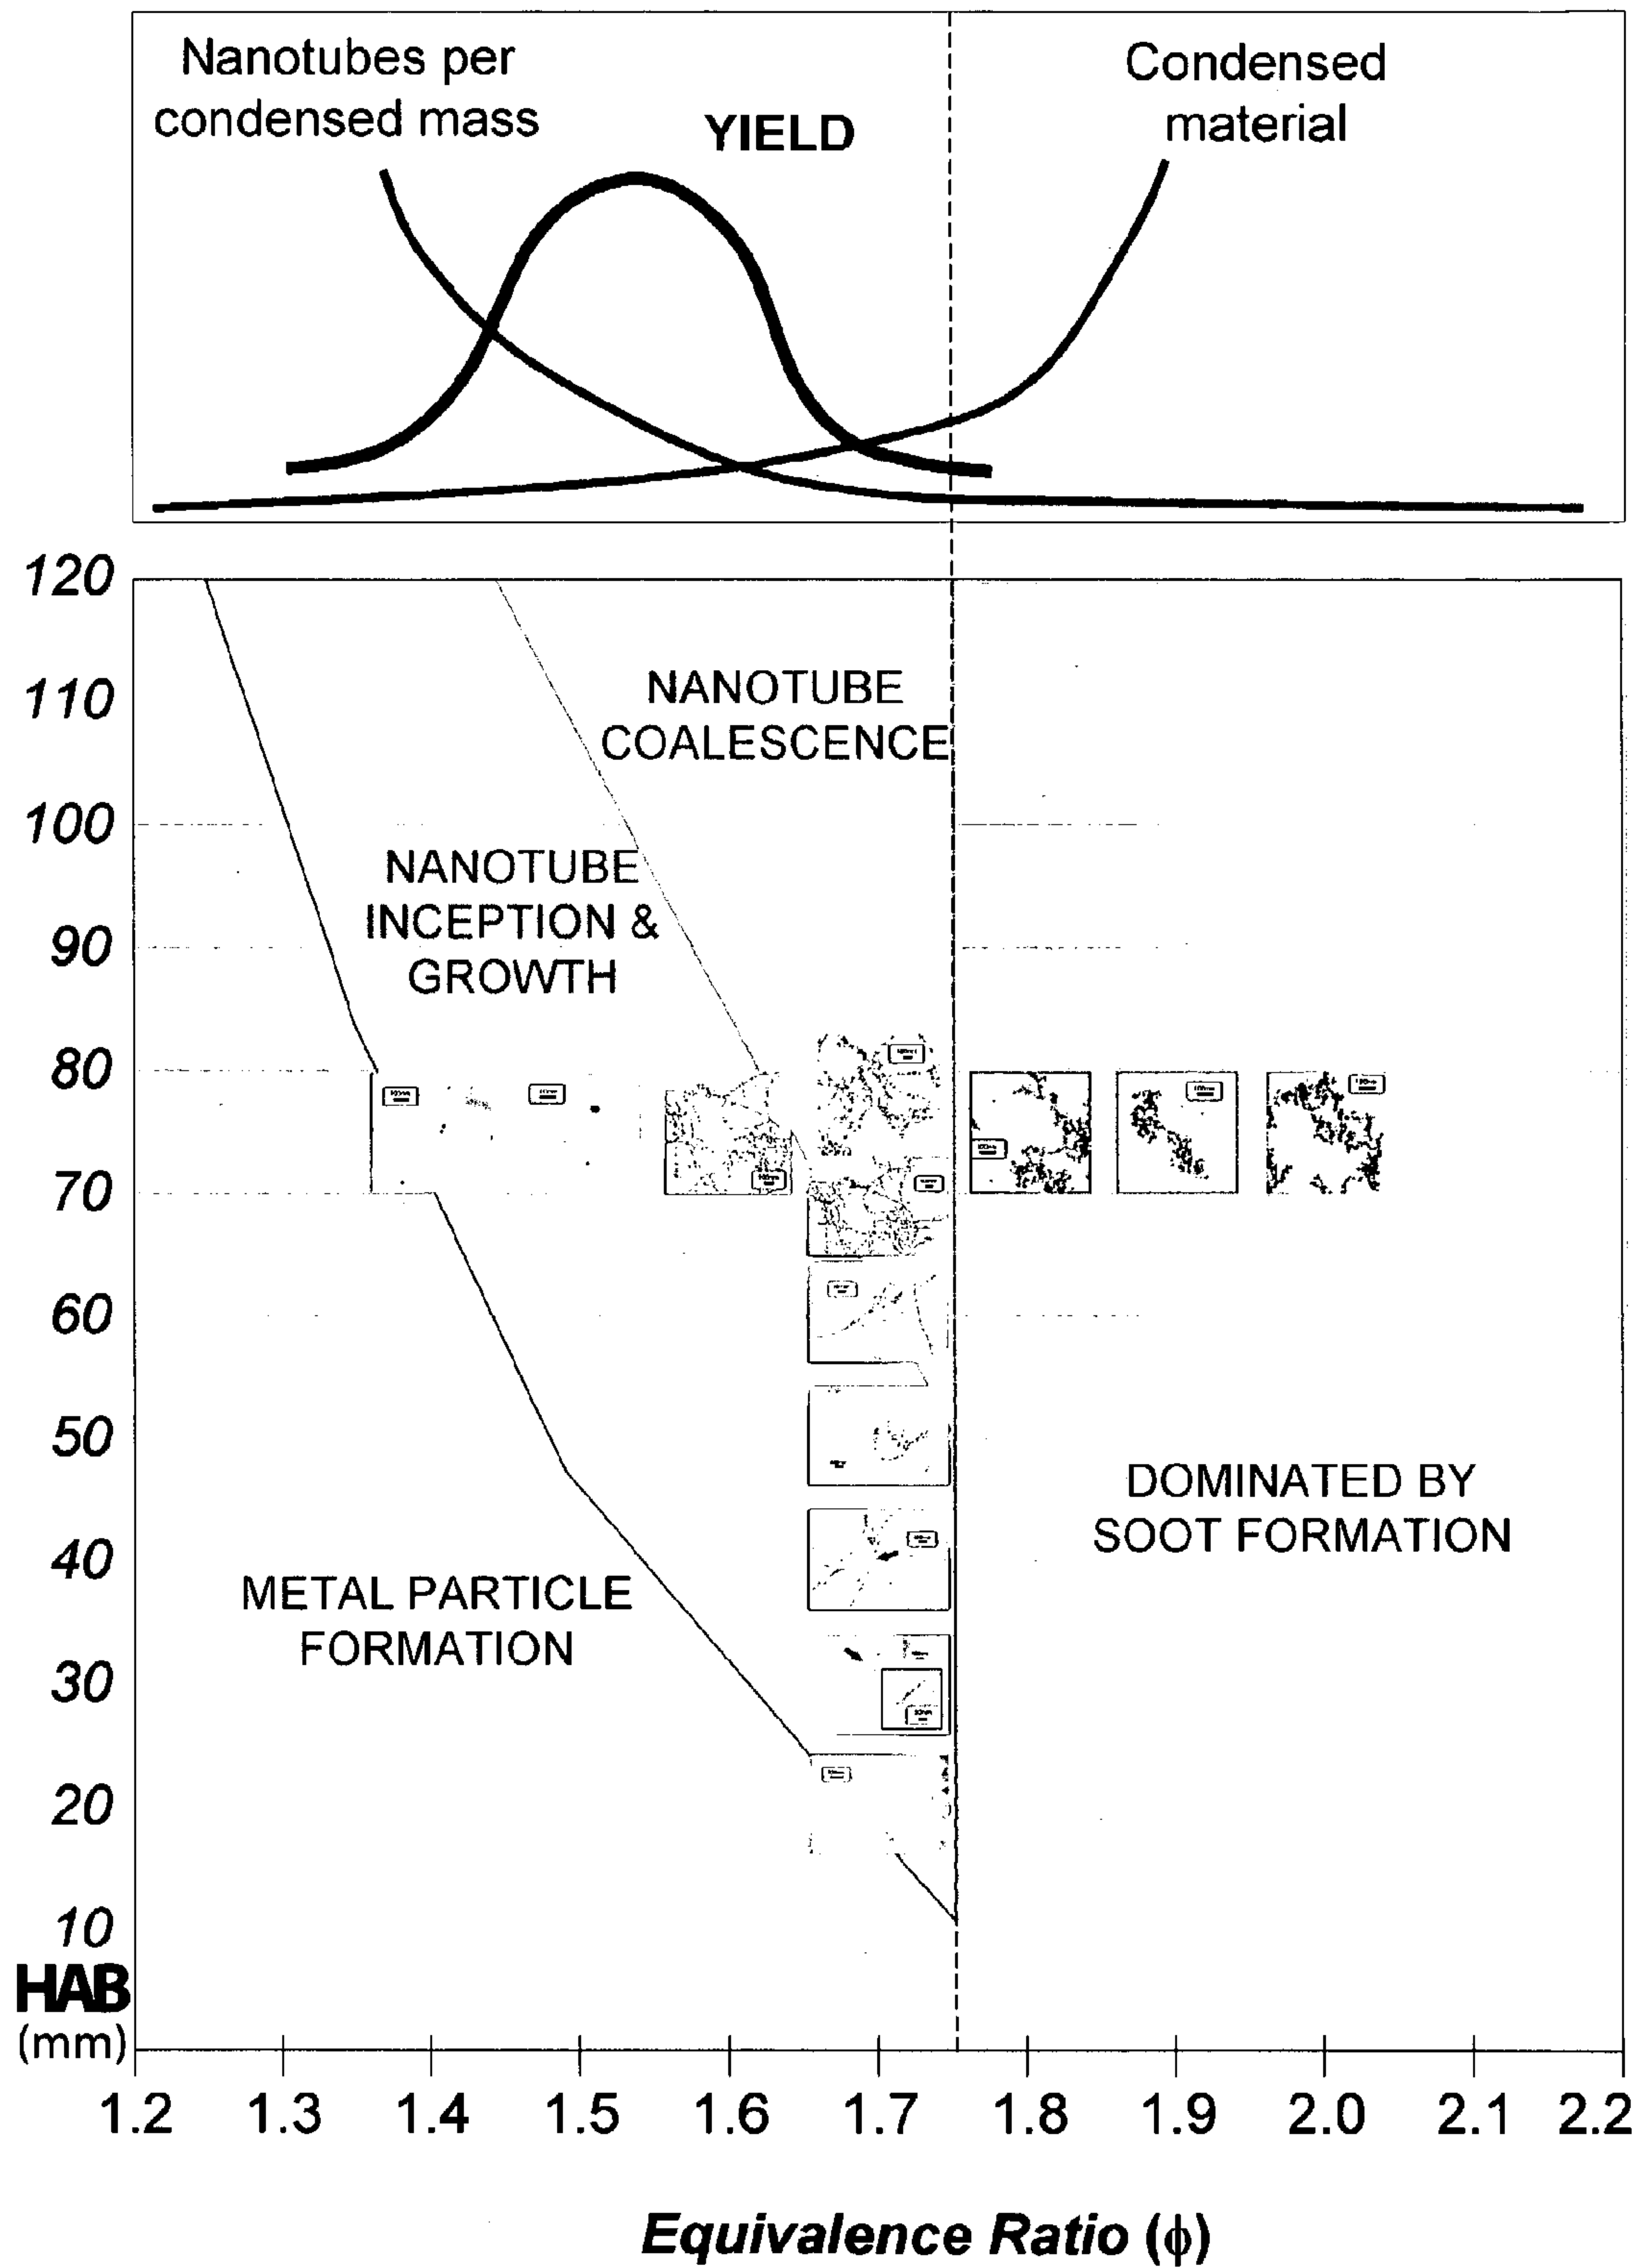 Nanotubes per
condensed mass
YIELD
Condensed
material
120
110
100
90
80
70
60
50
40
30
20
10
HAB
(mm)
NANOTUBE
COALESCENCE
NANOTUBE
INCEPTION &
GROWTH
METAL PARTICLE
FORMATION
DOMINATED BY
SOOT FORMATION
1.2 1.3 1.4 1.5 1.6 1.7 1.8 1.9 2.0 2.1 2.2
Equivalence Ratio (ϕ)